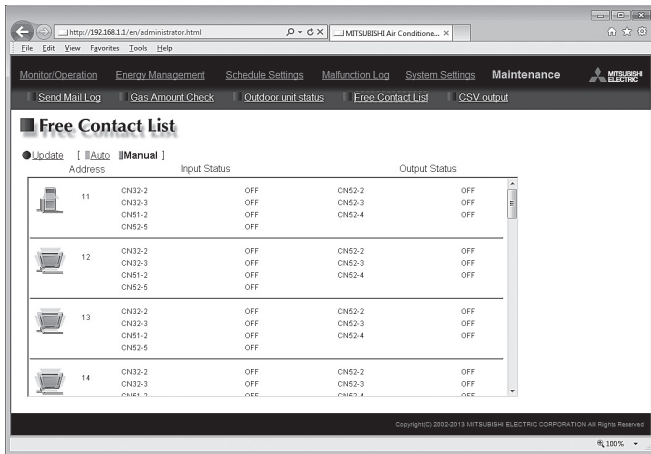 http://192.168.1.1/en/administrator.html
MITSUBISHI Air Conditione...
File Edit View Favorites Tools Help
Monitor/Operation Energy Management Schedule Settings Malfunction Log System Settings Maintenance MITSUBISHI ELECTRIC
Send Mail Log Gas Amount Check Outdoor unit status Free Contact List CSV output
Free Contact List
Update [ Auto Manual ]
Address Input Status Output Status
11 CN32-2 OFF CN52-2 OFF
CN32-3 OFF CN52-3 OFF
CN51-2 OFF CN52-4 OFF
CN52-5 OFF
12 CN32-2 OFF CN52-2 OFF
CN32-3 OFF CN52-3 OFF
CN51-2 OFF CN52-4 OFF
CN52-5 OFF
13 CN32-2 OFF CN52-2 OFF
CN32-3 OFF CN52-3 OFF
CN51-2 OFF CN52-4 OFF
CN52-5 OFF
14 CN32-2 OFF CN52-2 OFF
CN32-3 OFF CN52-3 OFF
CN51-2 OFF CN52-4 OFF
Copyright(C) 2002-2013 MITSUBISHI ELECTRIC CORPORATION All Rights Reserved
100%